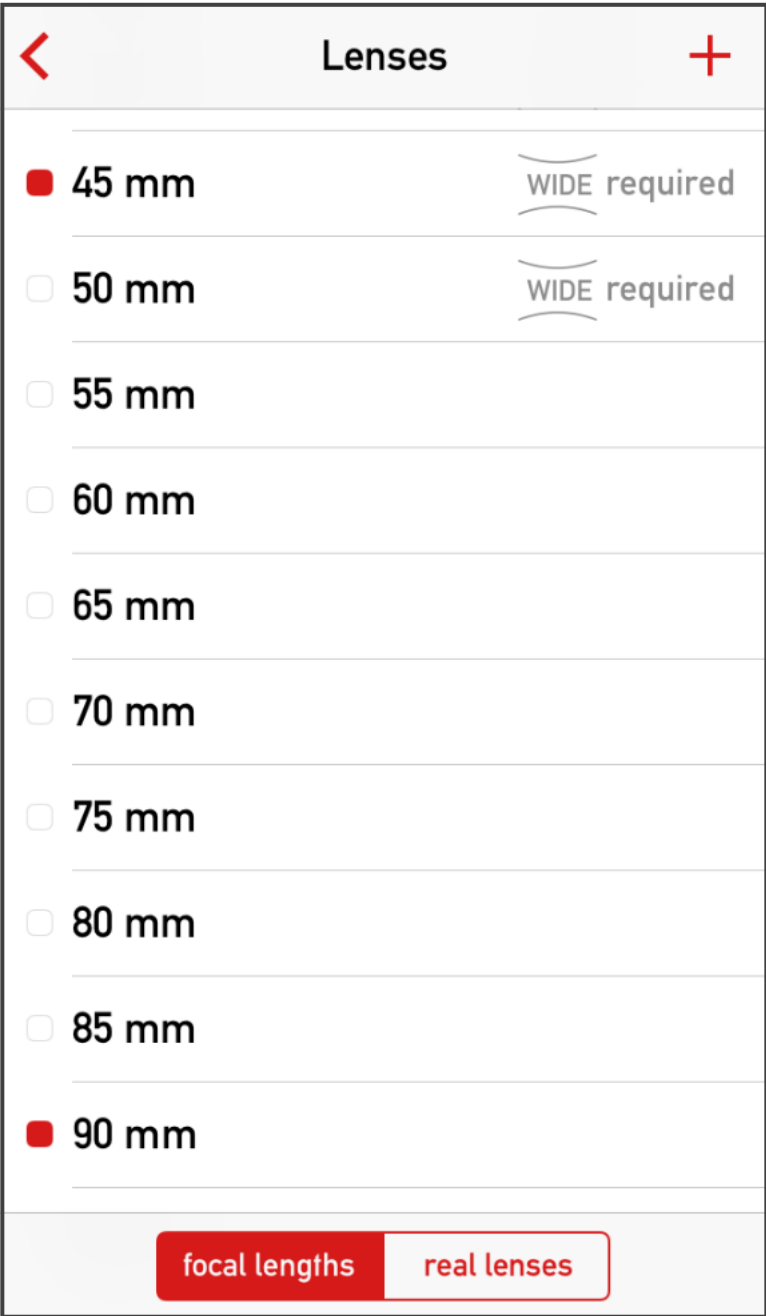 Lenses
45 mm WIDE required
50 mm WIDE required
55 mm
60 mm
65 mm
70 mm
75 mm
80 mm
85 mm
90 mm
focal lengths real lenses